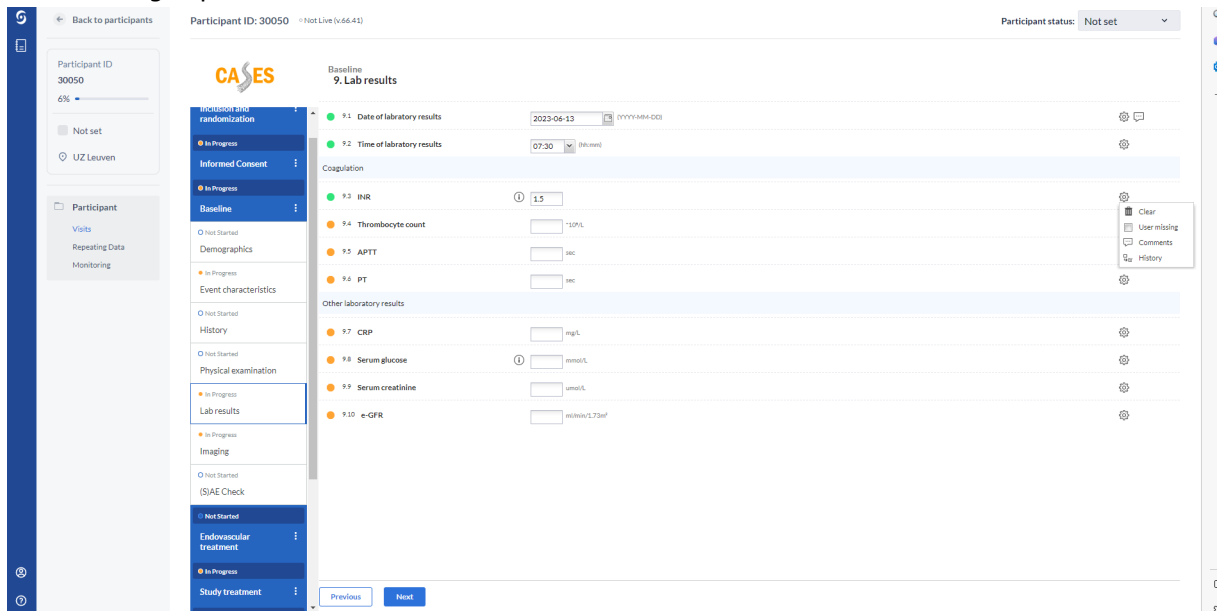 Back to participants
Participant ID: 30050
Not Live (v.66.41)
Participant status: Not set
Participant ID
30050
6%
Not set
UZ Leuven
Participant
Visits
Repeating Data
Monitoring
CASES
Baseline
9. Lab results
Inclusion and
randomization
In Progress
Informed Consent
In Progress
Baseline
Not Started
Demographics
In Progress
Event characteristics
Not Started
History
Not Started
Physical examination
In Progress
Lab results
In Progress
Imaging
Not Started
(S)AE Check
Not Started
Endovascular
treatment
In Progress
Study treatment
9.1 Date of labratory results 2023-06-13 (YYYY-MM-DD)
9.2 Time of labratory results 07:30 (hh:mm)
Coagulation
9.3 INR 1.5
9.4 Thrombocyte count *10⁹/L
9.5 APTT sec
9.6 PT sec
Other laboratory results
9.7 CRP mg/L
9.8 Serum glucose mmol/L
9.9 Serum creatinine umol/L
9.10 e-GFR ml/min/1.73m²
Clear
User missing
Comments
History
Previous
Next